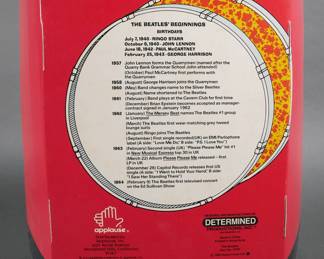 THE BEATLES' BEGINNINGS
BIRTHDAYS
July 7, 1940 - RINGO STARR
October 9, 1940 - JOHN LENNON
June 18, 1942 - PAUL McCARTNEY
February 25, 1943 - GEORGE HARRISON
1957 John Lennon forms the Quarrymen (named after the
Quarry Bank Grammar School John attended)
(October) Paul McCartney first performs with
the Quarrymen
1958 (August) George Harrison joins the Quarrymen
1960 (May) Band changes name to the Silver Beatles
(August) Name shortened to The Beatles
1961 (February) Band plays at the Cavern Club for first time
(December) Brian Epstein becomes accepted as manager-
contract signed in January 1962
1962 (January) The Mersey Beat names The Beatles #1 group
in Liverpool
(March) The Beatles first wear matching gray tweed
lounge suits
(August) Ringo joins The Beatles
(September) First single recorded (UK) on EMI/Parlophone
label (A side: "Love Me Do," B side: "P.S. I Love You")
1963 (February) Second single (UK) "Please Please Me" hit #1
in New Musical Express top 30 in UK
(March 22) Album Please Please Me released - first
LP in UK
(December 26) Capitol Records releases first US
single (A side: "I Want to Hold Your Hand," B side:
"I Saw Her Standing There")
1964 (February 9) The Beatles first televised concert
on the Ed Sullivan Show
applause
DETERMINED
PRODUCTIONS, INC.